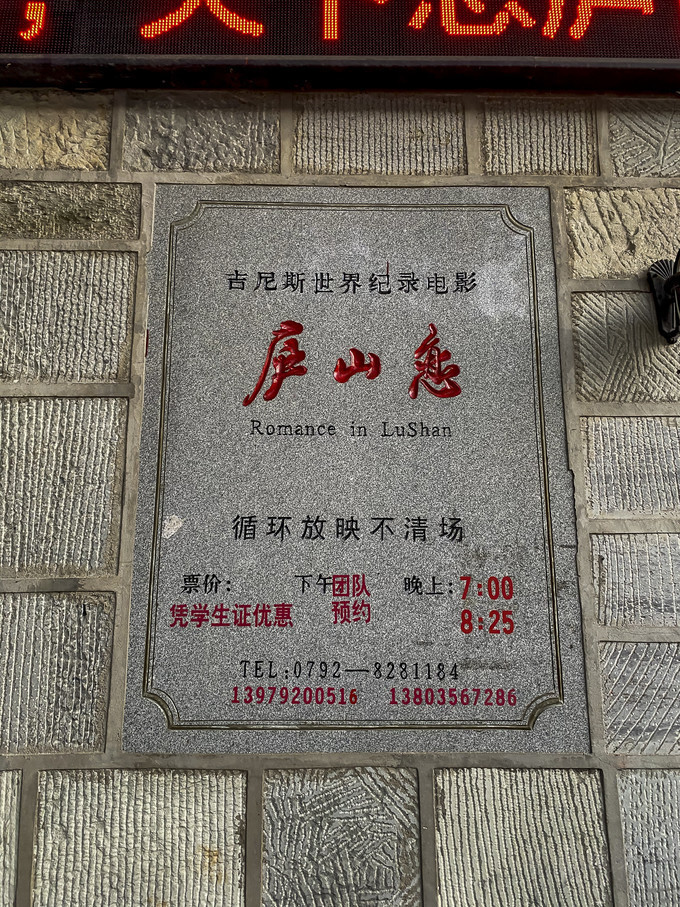 吉尼斯世界纪录电影
庐山恋
Romance in LuShan
循环放映不清场
票价: 下午团队 晚上:7:00
凭学生证优惠 预约 8:25
TEL:0792—8281184
13979200516 13803567286